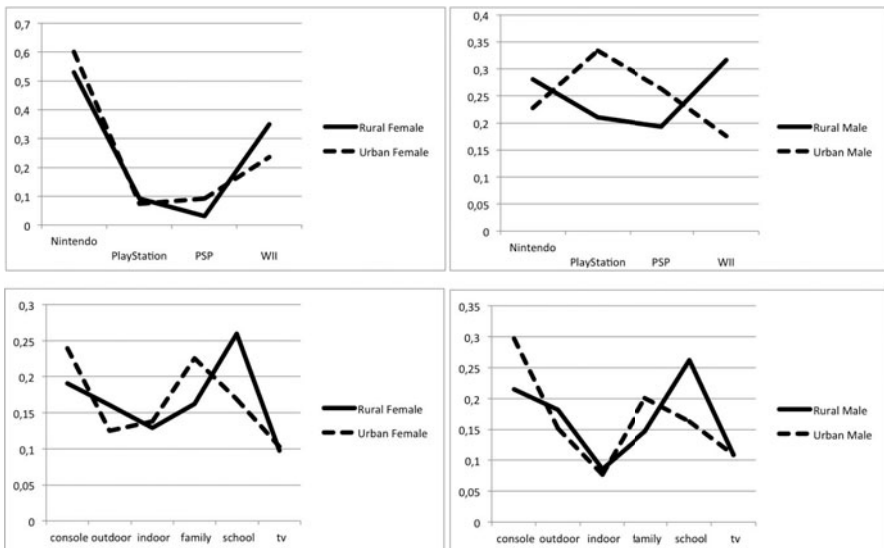 0,7
0,6
0,5
0,4
0,3
0,2
0,1
0
Nintendo
PlayStation PSP WII
Rural Female
Urban Female
0,4
0,35
0,3
0,25
0,2
0,15
0,1
0,05
0
Nintendo
PlayStation PSP WII
Rural Male
Urban Male
0,3
0,25
0,2
0,15
0,1
0,05
0
console outdoor indoor family school tv
Rural Female
Urban Female
0,35
0,3
0,25
0,2
0,15
0,1
0,05
0
console outdoor indoor family school tv
Rural Male
Urban Male